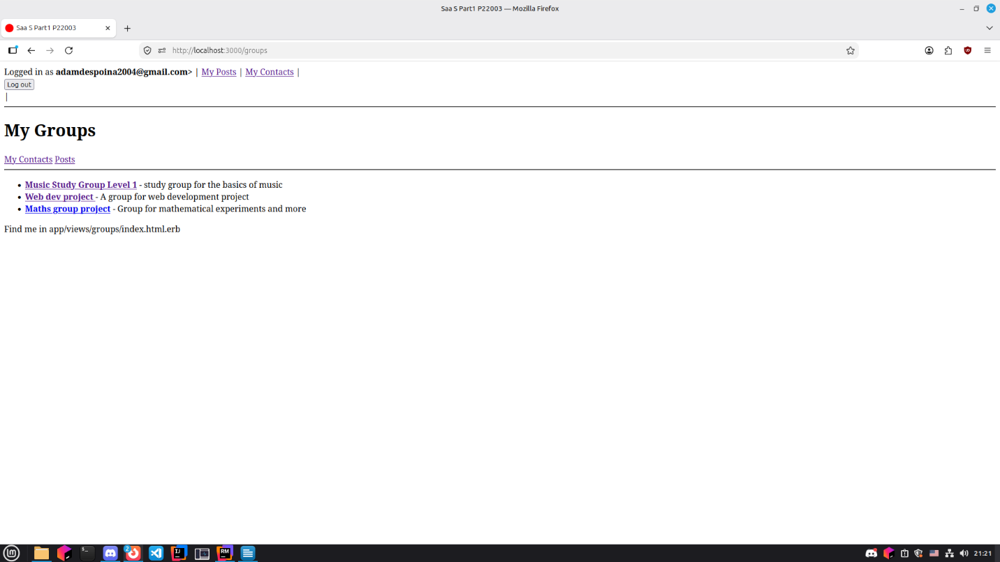 Saa S Part1 P22003 — Mozilla Firefox
Saa S Part1 P22003
http://localhost:3000/groups
Logged in as adamdespoina2004@gmail.com> | My Posts | My Contacts |
Log out
|
My Groups
My Contacts Posts
Music Study Group Level 1 - study group for the basics of music
Web dev project - A group for web development project
Maths group project - Group for mathematical experiments and more
Find me in app/views/groups/index.html.erb
2
IJ
RM
21:21